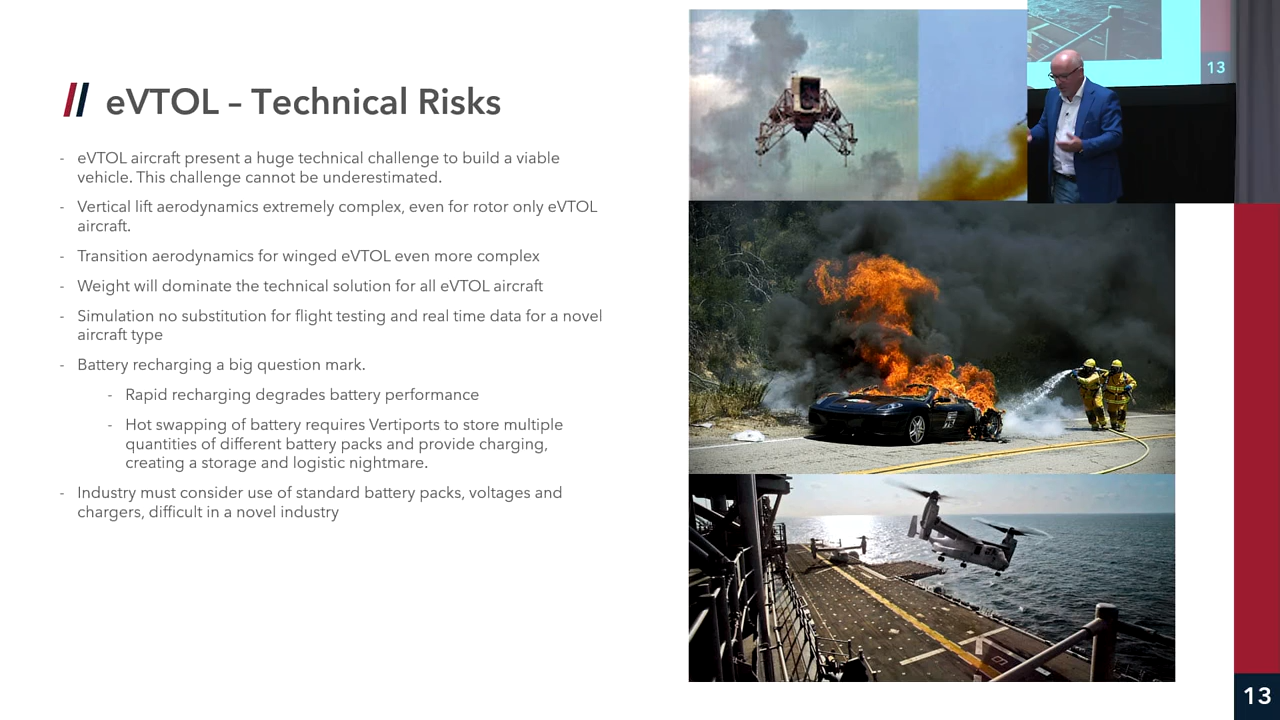 eVTOL – Technical Risks
- eVTOL aircraft present a huge technical challenge to build a viable
vehicle. This challenge cannot be underestimated.
- Vertical lift aerodynamics extremely complex, even for rotor only eVTOL
aircraft.
- Transition aerodynamics for winged eVTOL even more complex
- Weight will dominate the technical solution for all eVTOL aircraft
- Simulation no substitution for flight testing and real time data for a novel
aircraft type
- Battery recharging a big question mark.
- Rapid recharging degrades battery performance
- Hot swapping of battery requires Vertiports to store multiple
quantities of different battery packs and provide charging,
creating a storage and logistic nightmare.
- Industry must consider use of standard battery packs, voltages and
chargers, difficult in a novel industry
13
13